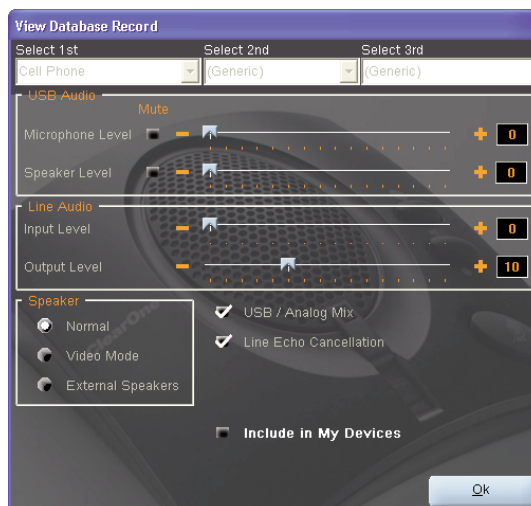 View Database Record
Select 1st Select 2nd Select 3rd
Cell Phone (Generic) (Generic)
USB Audio
Mute
Microphone Level 0
Speaker Level 0
Line Audio
Input Level 0
Output Level 10
Speaker
Normal
Video Mode
External Speakers
USB / Analog Mix
Line Echo Cancellation
Include in My Devices
ClearOne
Ok